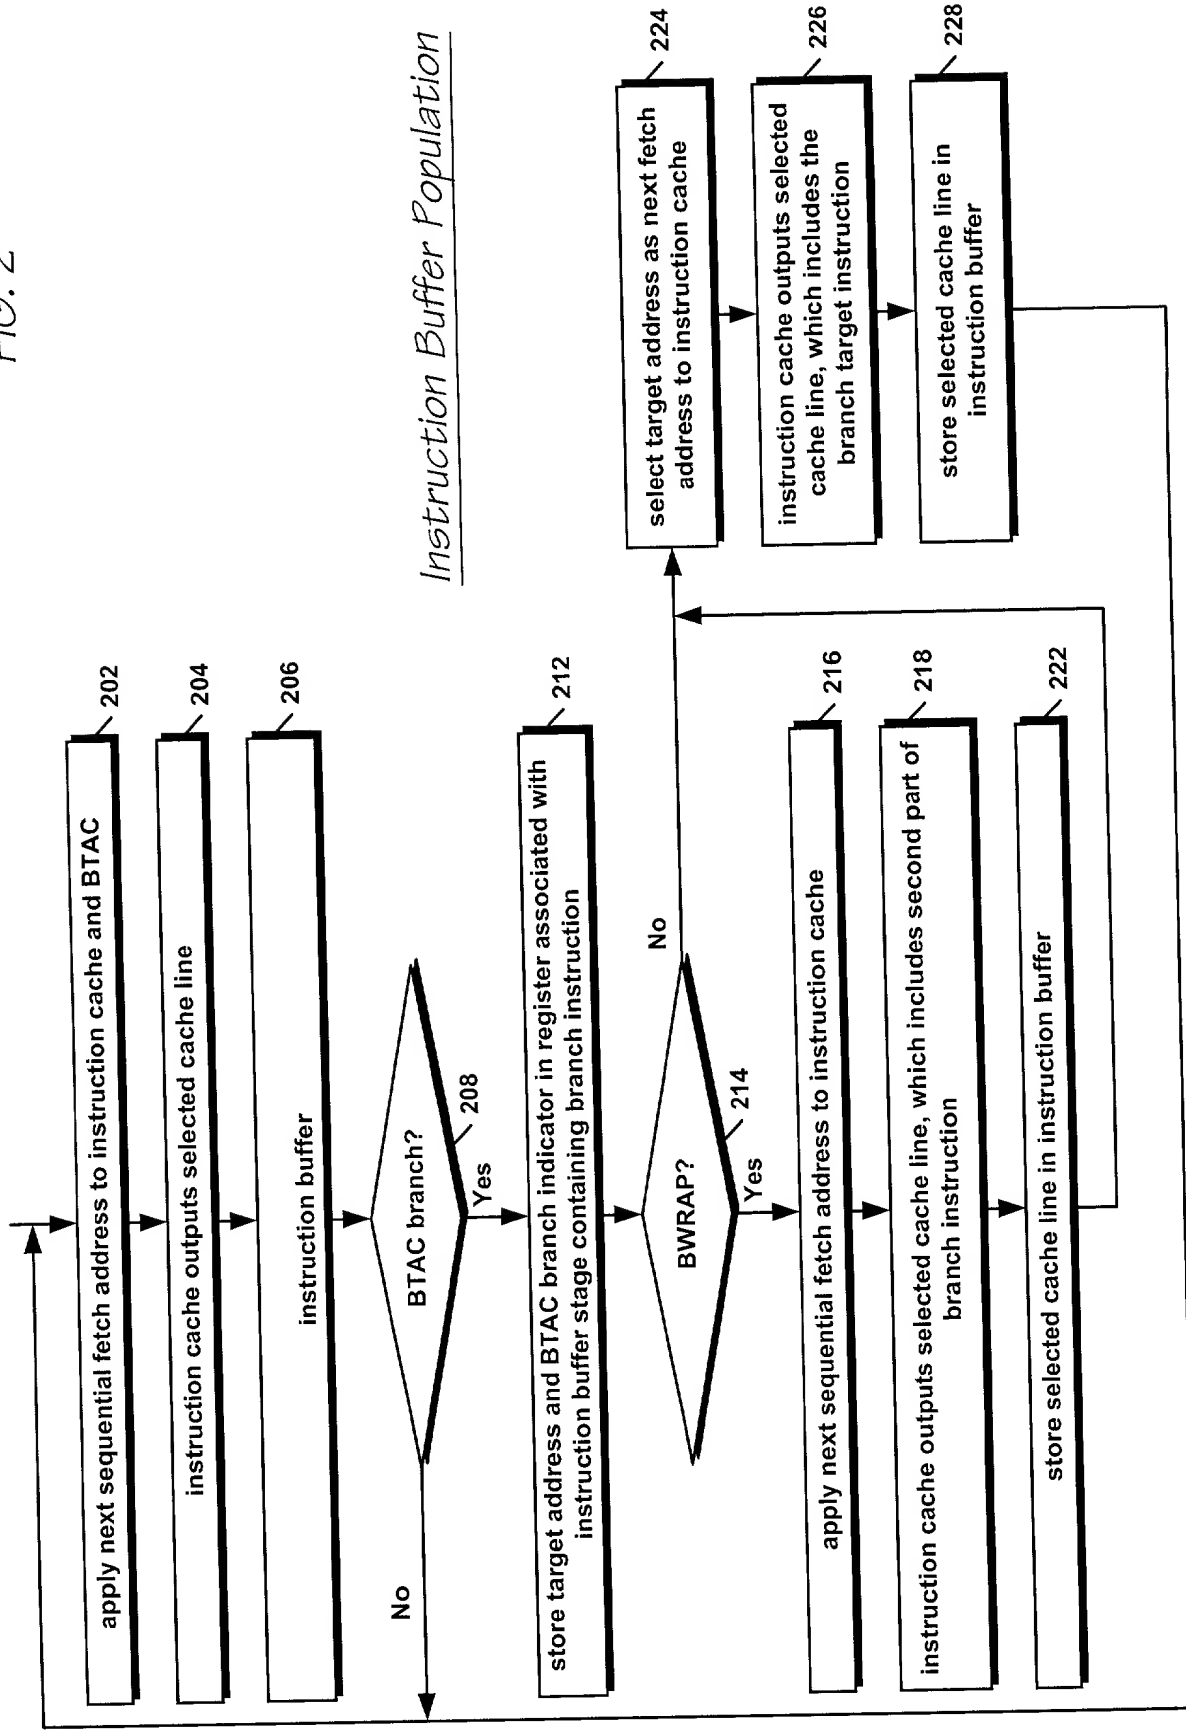 FIG. 2
Instruction Buffer Population
apply next sequential fetch address to instruction cache and BTAC
202
instruction cache outputs selected cache line
204
instruction buffer
206
BTAC branch?
208
No
Yes
store target address and BTAC branch indicator in register associated with
instruction buffer stage containing branch instruction
212
BWRAP?
214
No
Yes
apply next sequential fetch address to instruction cache
216
instruction cache outputs selected cache line, which includes second part of
branch instruction
218
store selected cache line in instruction buffer
222
select target address as next fetch
address to instruction cache
224
instruction cache outputs selected
cache line, which includes the
branch target instruction
226
store selected cache line in
instruction buffer
228